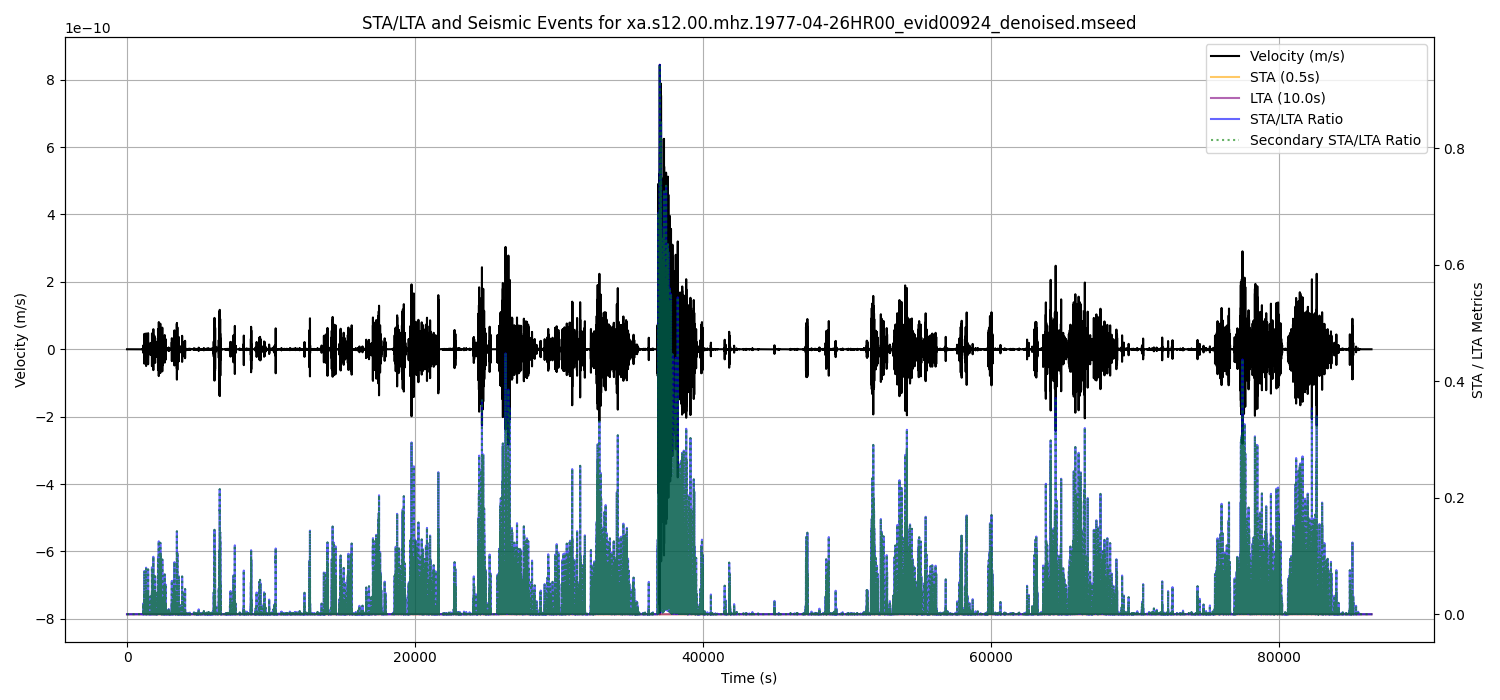 STA/LTA and Seismic Events for xa.s12.00.mhz.1977-04-26HR00_evid00924_denoised.mseed
1e−10
Velocity (m/s)
STA (0.5s)
LTA (10.0s)
STA/LTA Ratio
Secondary STA/LTA Ratio
8
6
4
2
0
−2
−4
−6
−8
Velocity (m/s)
0.8
0.6
0.4
0.2
0.0
STA / LTA Metrics
0
20000
40000
60000
80000
Time (s)